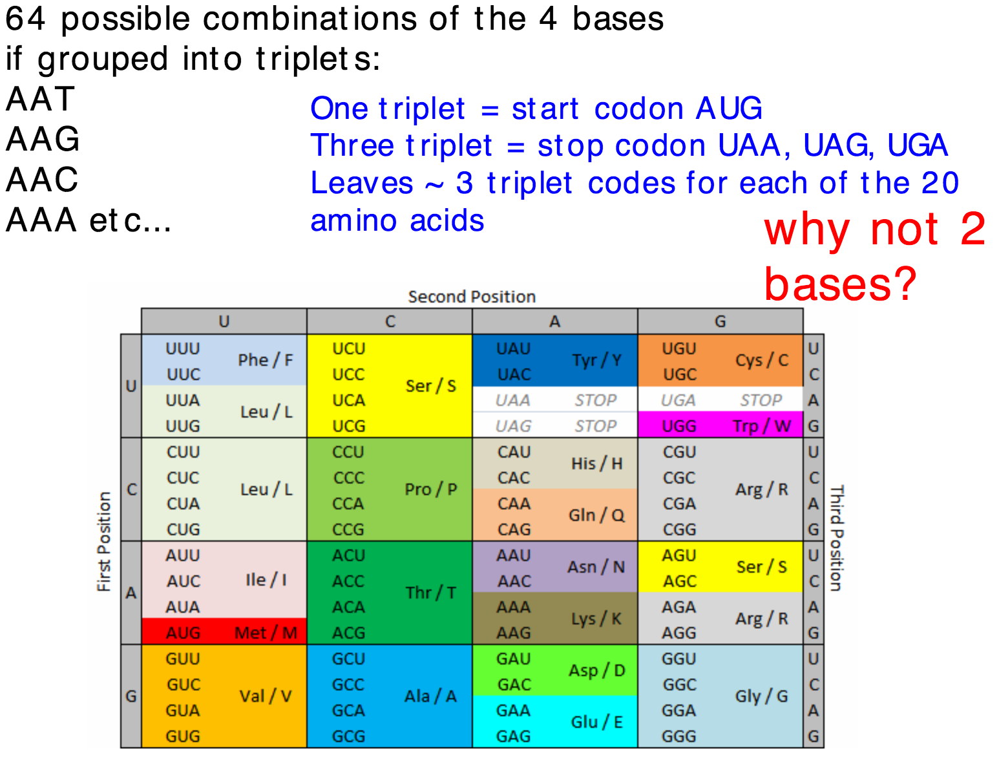 64 possible combinations of the 4 bases
if grouped into triplets:
AAT
AAG
AAC
AAA etc...
One triplet = start codon AUG
Three triplet = stop codon UAA, UAG, UGA
Leaves ~ 3 triplet codes for each of the 20
amino acids
why not 2
bases?
Second Position
U C A G
First Position
Third Position
U
UUU
UUC
Phe / F
UUA
UUG
Leu / L
UCU
UCC
UCA
UCG
Ser / S
UAU
UAC
Tyr / Y
UAA STOP
UAG STOP
UGU
UGC
Cys / C
UGA STOP
UGG Trp / W
U
C
A
G
C
CUU
CUC
CUA
CUG
Leu / L
CCU
CCC
CCA
CCG
Pro / P
CAU
CAC
His / H
CAA
CAG
Gln / Q
CGU
CGC
CGA
CGG
Arg / R
U
C
A
G
A
AUU
AUC
AUA
Ile / I
AUG Met / M
ACU
ACC
ACA
ACG
Thr / T
AAU
AAC
Asn / N
AAA
AAG
Lys / K
AGU
AGC
Ser / S
AGA
AGG
Arg / R
U
C
A
G
G
GUU
GUC
GUA
GUG
Val / V
GCU
GCC
GCA
GCG
Ala / A
GAU
GAC
Asp / D
GAA
GAG
Glu / E
GGU
GGC
GGA
GGG
Gly / G
U
C
A
G